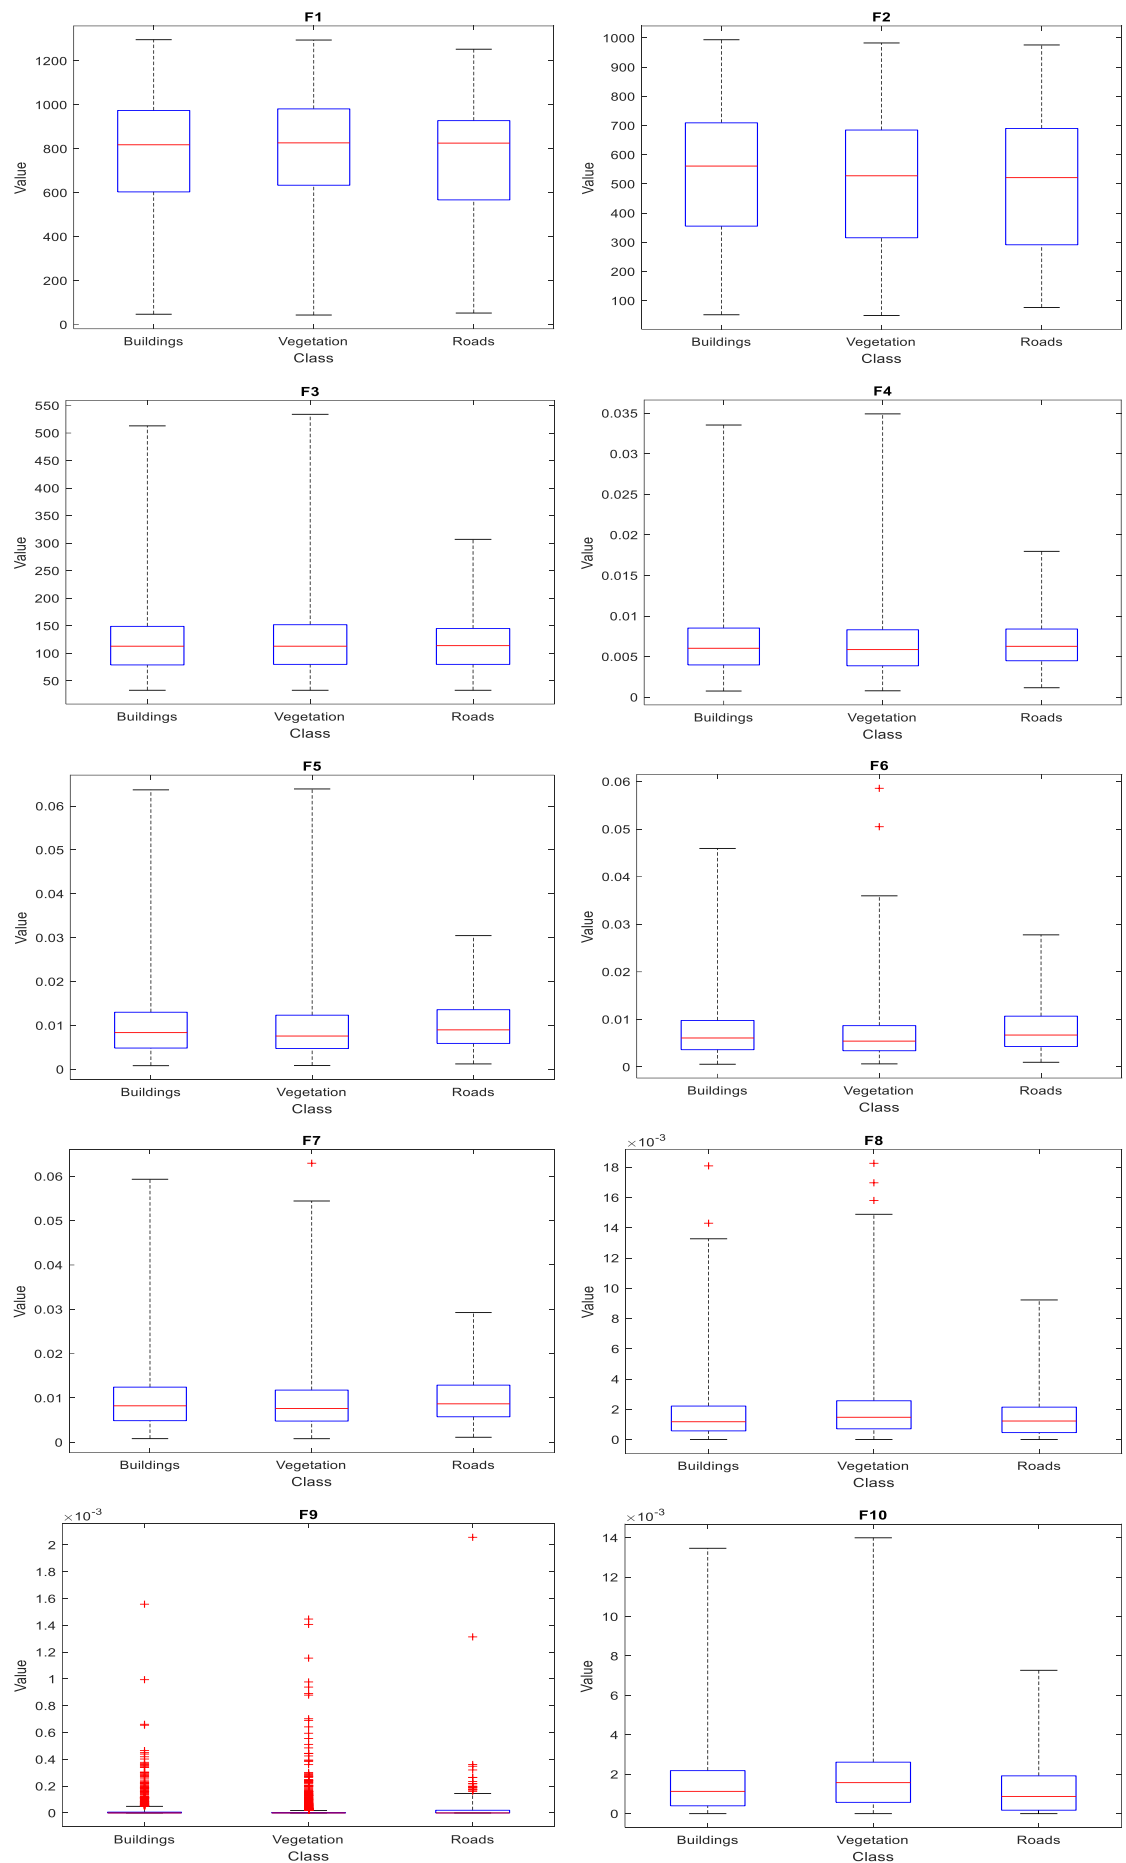 F1
1200
1000
800
600
400
200
0
Value
Buildings Vegetation Roads
Class
F2
1000
900
800
700
600
500
400
300
200
100
Value
Buildings Vegetation Roads
Class
F3
550
500
450
400
350
300
250
200
150
100
50
Value
Buildings Vegetation Roads
Class
F4
0.035
0.03
0.025
0.02
0.015
0.01
0.005
0
Value
Buildings Vegetation Roads
Class
F5
0.06
0.05
0.04
0.03
0.02
0.01
0
Value
Buildings Vegetation Roads
Class
F6
0.06
0.05
0.04
0.03
0.02
0.01
0
Value
Buildings Vegetation Roads
Class
F7
0.06
0.05
0.04
0.03
0.02
0.01
0
Value
Buildings Vegetation Roads
Class
×10-3 F8
18
16
14
12
10
8
6
4
2
0
Value
Buildings Vegetation Roads
Class
×10-3 F9
2
1.8
1.6
1.4
1.2
1
0.8
0.6
0.4
0.2
0
Value
Buildings Vegetation Roads
Class
×10-3 F10
14
12
10
8
6
4
2
0
Value
Buildings Vegetation Roads
Class